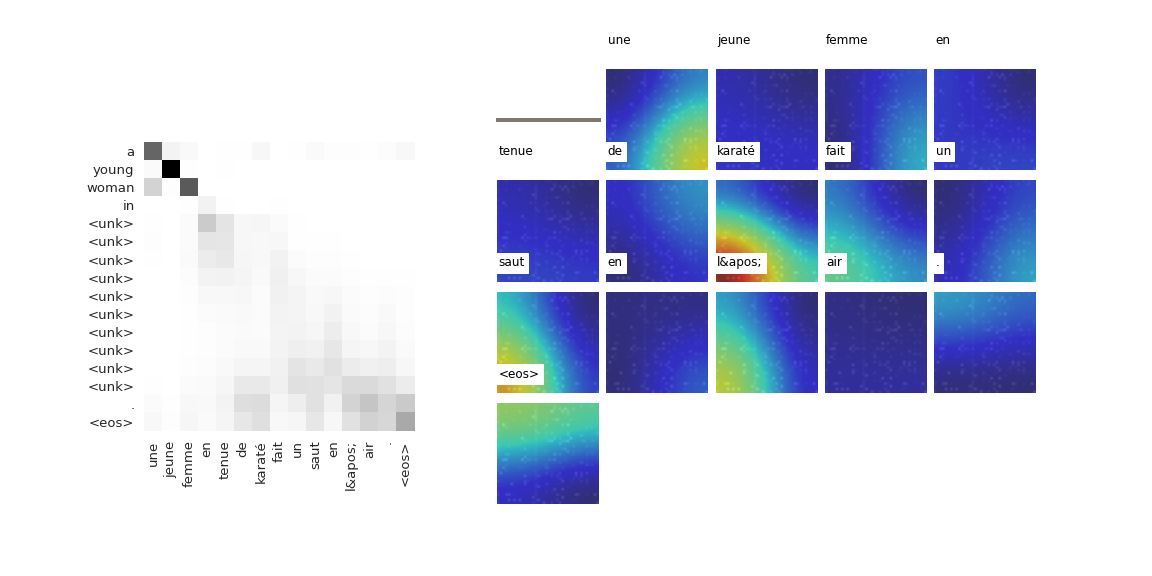 une jeune femme en
a
tenue de karaté fait un
young
woman
in
<unk>
<unk>
<unk>
saut en l&apos; air .
<unk>
<unk>
<unk>
<unk>
<unk>
<unk>
<eos>
<unk>
.
<eos>
une jeune femme en tenue de karaté fait un saut en l&apos; air . <eos>